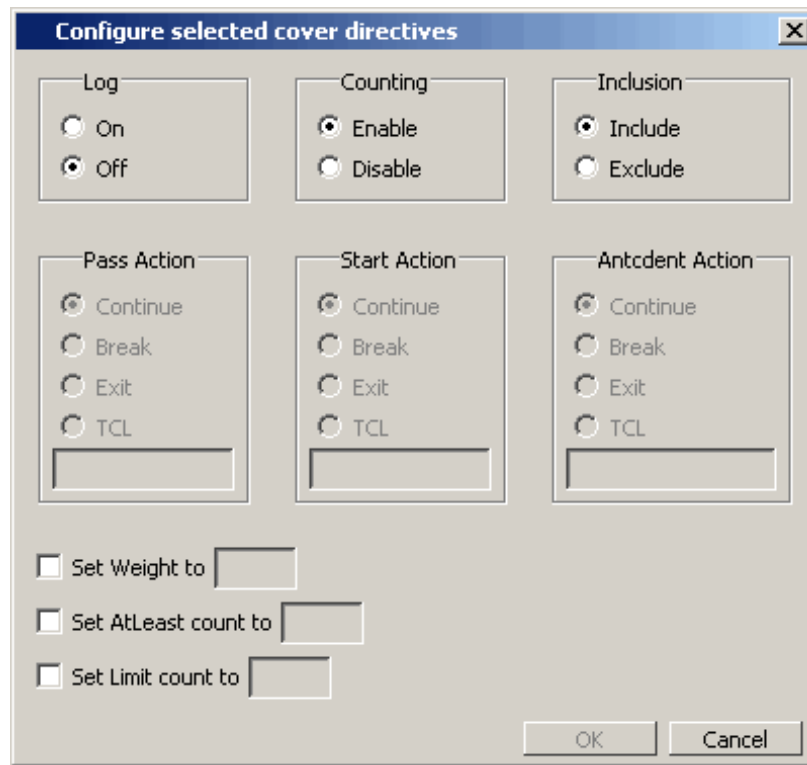 Configure selected cover directives
Log
On
Off
Counting
Enable
Disable
Inclusion
Include
Exclude
Pass Action
Continue
Break
Exit
TCL
Start Action
Continue
Break
Exit
TCL
Antcdent Action
Continue
Break
Exit
TCL
Set Weight to
Set AtLeast count to
Set Limit count to
OK
Cancel